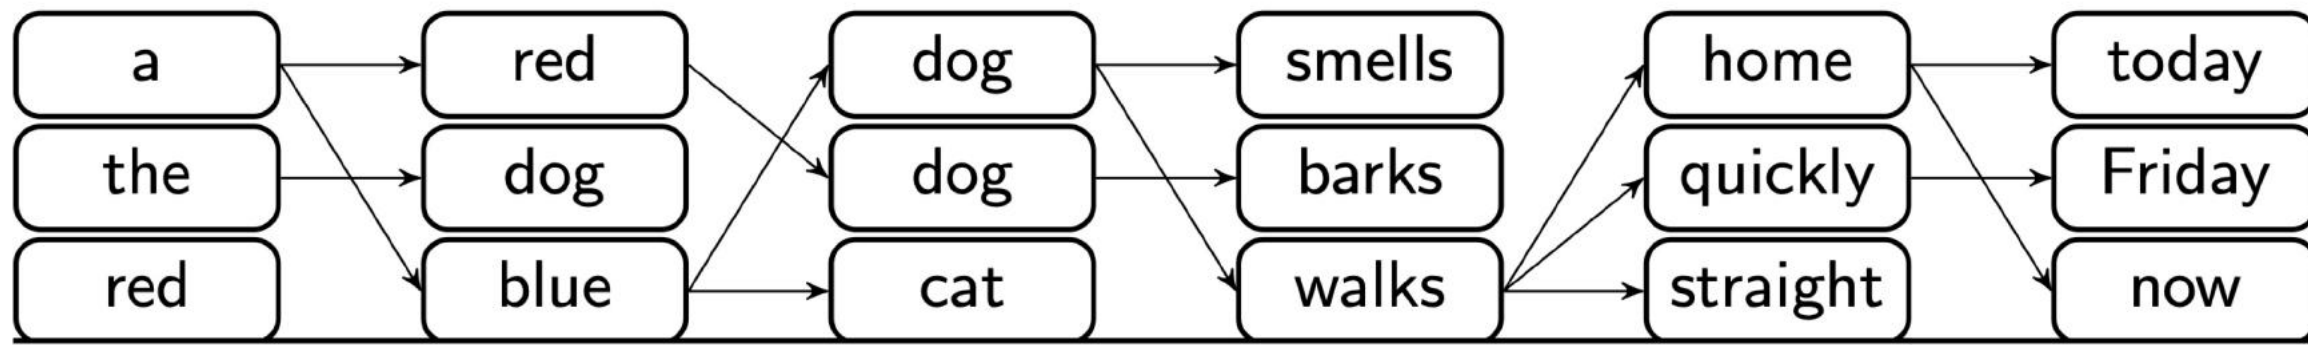 a red dog smells home today
the dog dog barks quickly Friday
red blue cat walks straight now